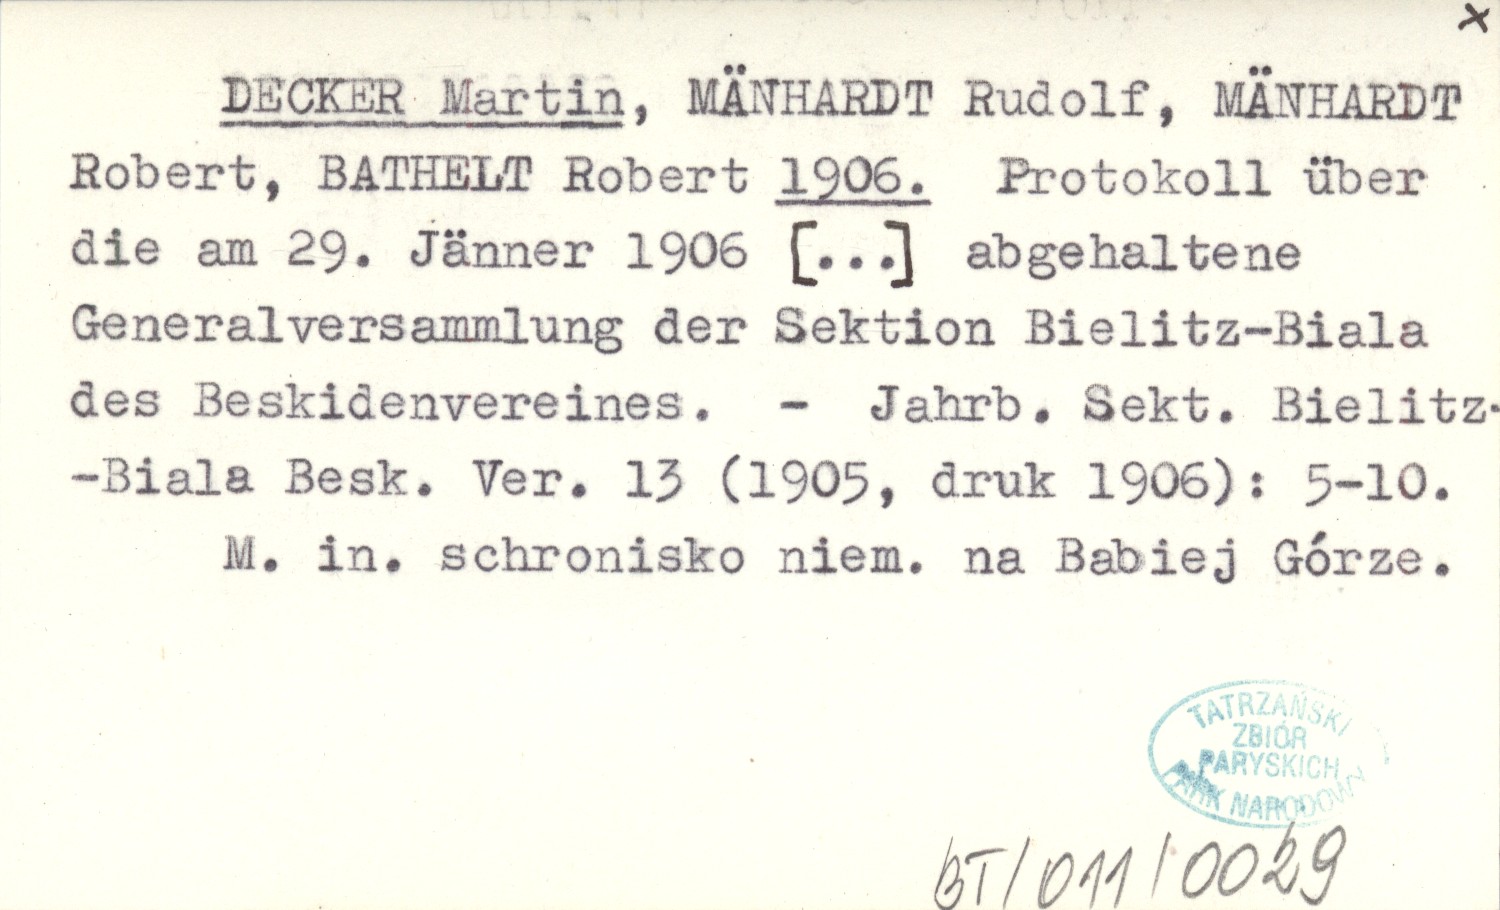 x
DECKER Martin, MÄNHARDT Rudolf, MÄNHARDT
Robert, BATHELT Robert 1906. Protokoll über
die am 29. Jänner 1906 [...] abgehaltene
Generalversammlung der Sektion Bielitz-Biala
des Beskidenvereines. - Jahrb. Sekt. Bielitz-
-Biala Besk. Ver. 13 (1905, druk 1906): 5-10.
M. in. schronisko niem. na Babiej Górze.
TATRZAŃSKI
ZBIÓR
PARYSKICH
PARK NARODOWY
BT/011/0029